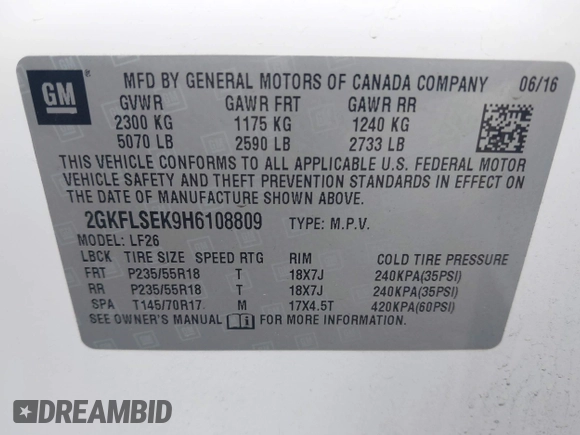 GM
MFD BY GENERAL MOTORS OF CANADA COMPANY 06/16
GVWR GAWR FRT GAWR RR
2300 KG 1175 KG 1240 KG
5070 LB 2590 LB 2733 LB
THIS VEHICLE CONFORMS TO ALL APPLICABLE U.S. FEDERAL MOTOR
VEHICLE SAFETY AND THEFT PREVENTION STANDARDS IN EFFECT ON
THE DATE OF MANUFACTURE SHOWN ABOVE.
2GKFLSEK9H6108809 TYPE: M.P.V.
MODEL: LF26
LBCK TIRE SIZE SPEED RTG RIM COLD TIRE PRESSURE
FRT P235/55R18 T 18X7J 240KPA(35PSI)
RR P235/55R18 T 18X7J 240KPA(35PSI)
SPA T145/70R17 M 17X4.5T 420KPA(60PSI)
SEE OWNER'S MANUAL FOR MORE INFORMATION.
DREAMBID